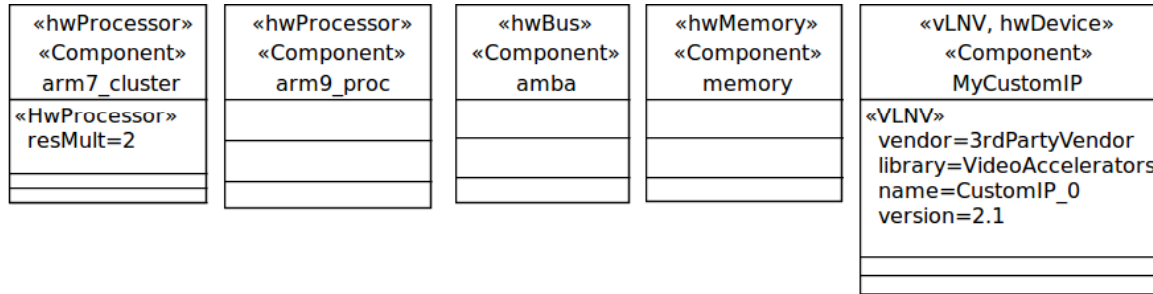 «hwProcessor»
«Component»
arm7_cluster
«HwProcessor»
resMult=2
«hwProcessor»
«Component»
arm9_proc
«hwBus»
«Component»
amba
«hwMemory»
«Component»
memory
«vLNV, hwDevice»
«Component»
MyCustomIP
«VLNV»
vendor=3rdPartyVendor
library=VideoAccelerators
name=CustomIP_0
version=2.1